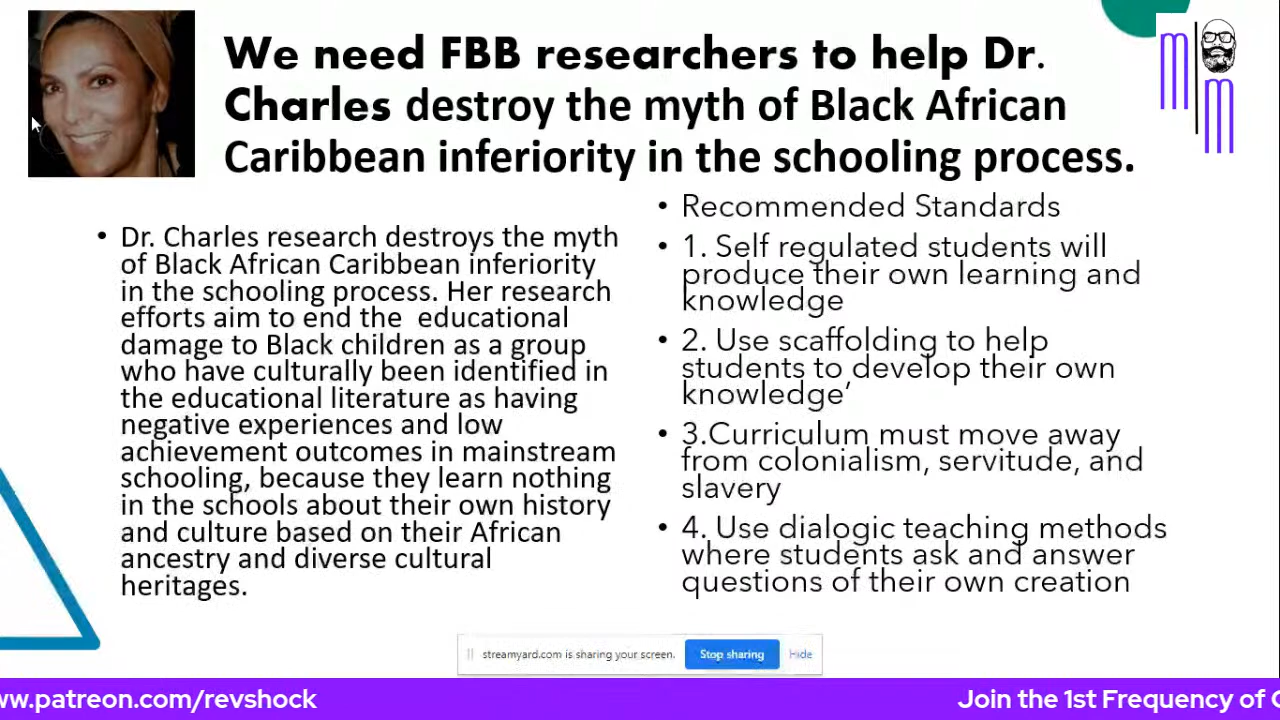 We need FBB researchers to help Dr.
Charles destroy the myth of Black African
Caribbean inferiority in the schooling process.
• Dr. Charles research destroys the myth
of Black African Caribbean inferiority
in the schooling process. Her research
efforts aim to end the educational
damage to Black children as a group
who have culturally been identified in
the educational literature as having
negative experiences and low
achievement outcomes in mainstream
schooling, because they learn nothing
in the schools about their own history
and culture based on their African
ancestry and diverse cultural
heritages.
• Recommended Standards
• 1. Self regulated students will
produce their own learning and
knowledge
• 2. Use scaffolding to help
students to develop their own
knowledge’
• 3.Curriculum must move away
from colonialism, servitude, and
slavery
• 4. Use dialogic teaching methods
where students ask and answer
questions of their own creation
streamyard.com is sharing your screen. Stop sharing Hide
ww.patreon.com/revshock Join the 1st Frequency of